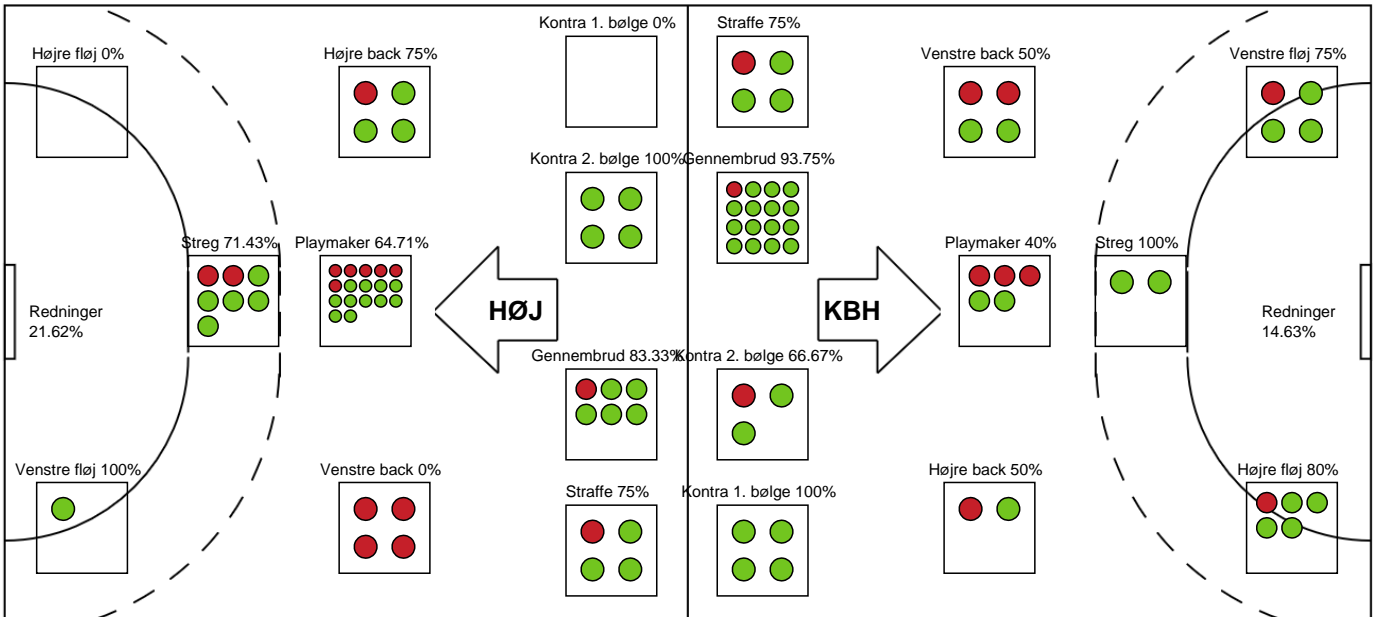 Kontra 1. bølge 0%
Straffe 75%
Højre fløj 0%
Højre back 75%
Venstre back 50%
Venstre fløj 75%
Kontra 2. bølge 100%
Gennembrud 93.75%
Streg 71.43%
Playmaker 64.71%
Playmaker 40%
Streg 100%
Redninger
21.62%
HØJ
KBH
Redninger
14.63%
Gennembrud 83.33%
Kontra 2. bølge 66.67%
Venstre fløj 100%
Venstre back 0%
Straffe 75%
Kontra 1. bølge 100%
Højre back 50%
Højre fløj 80%